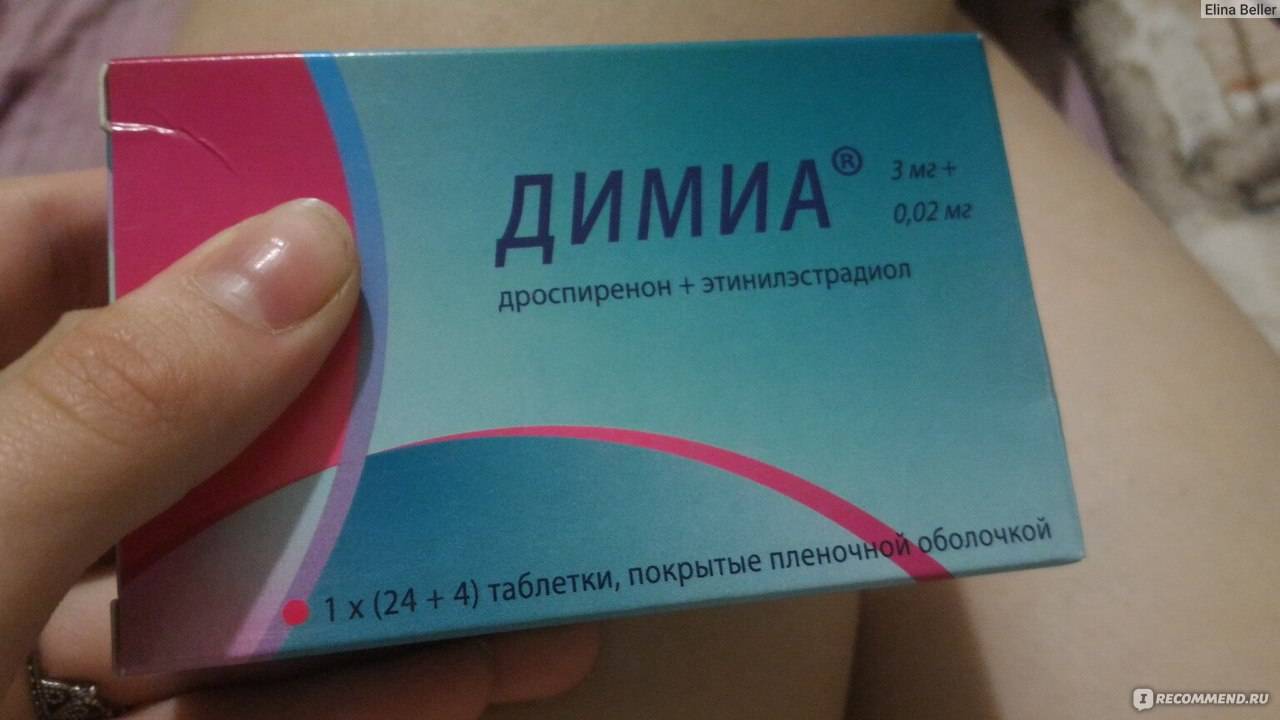 Elina Beller
ДИМИА®
3 мг +
0,02 мг
дроспиренон + этинилэстрадиол
1 x (24 + 4) таблетки, покрытые пленочной оболочкой
I RECOMMEND.RU